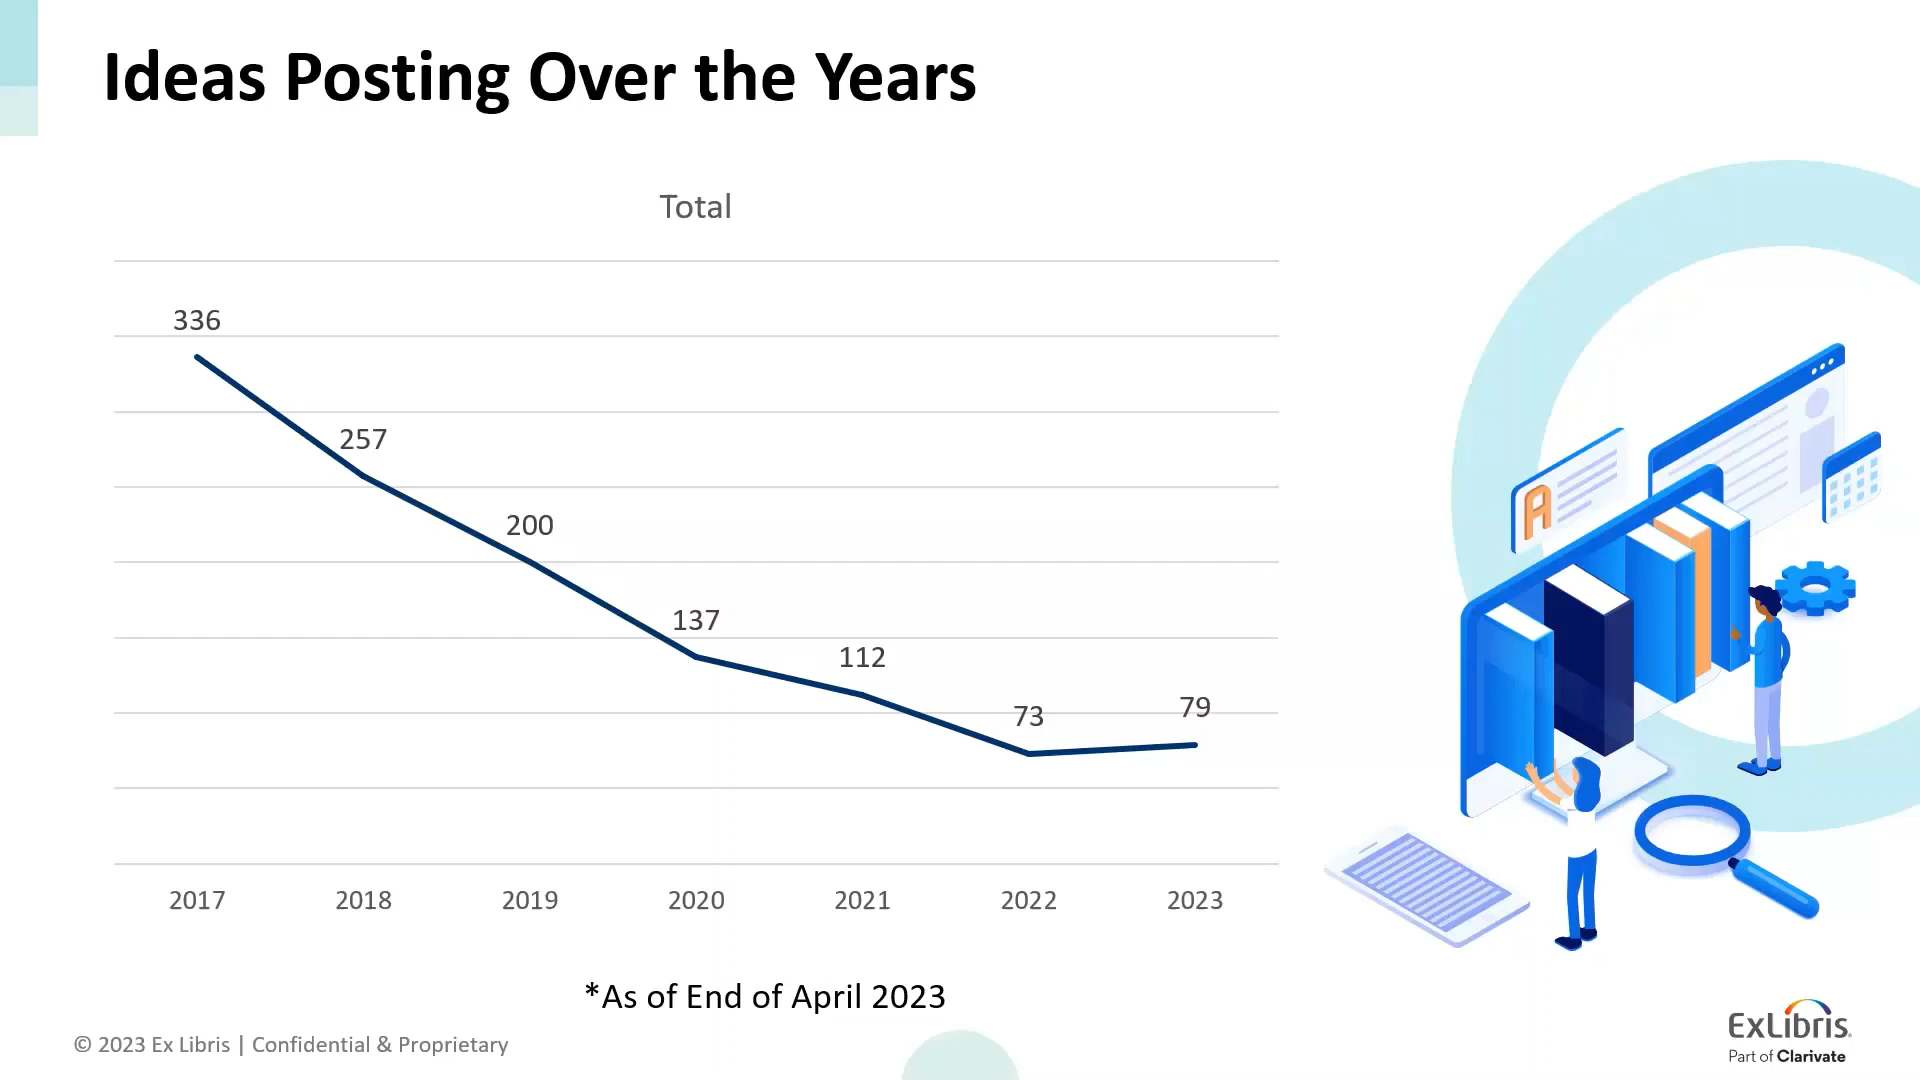 Ideas Posting Over the Years
Total
336
257
200
137
112
73
79
2017 2018 2019 2020 2021 2022 2023
A
*As of End of April 2023
© 2023 Ex Libris | Confidential & Proprietary
ExLibris
Part of Clarivate